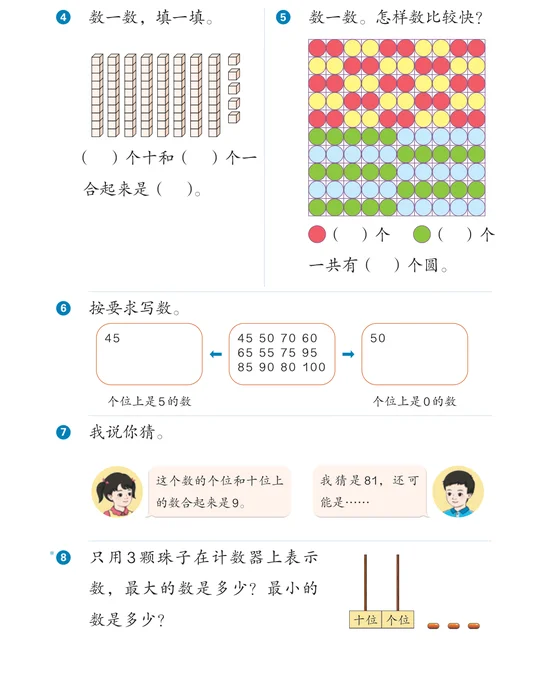 4 数一数，填一填。
( )个十和( )个一
合起来是( )。
5 数一数。怎样数比较快？
( )个 ( )个
一共有( )个圆。
6 按要求写数。
45
45 50 70 60
65 55 75 95
85 90 80 100
50
个位上是5的数
个位上是0的数
7 我说你猜。
这个数的个位和十位上
的数合起来是9。
我猜是81，还可
能是……
8 只用3颗珠子在计数器上表示
数，最大的数是多少？最小的
数是多少？
十位 个位